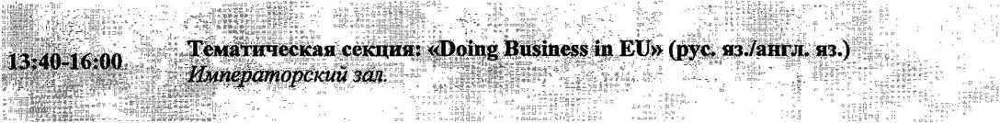 13:40-16:00 Тематическая секция: «Doing Business in EU» (рус. яз./англ. яз.)
Императорский зал.